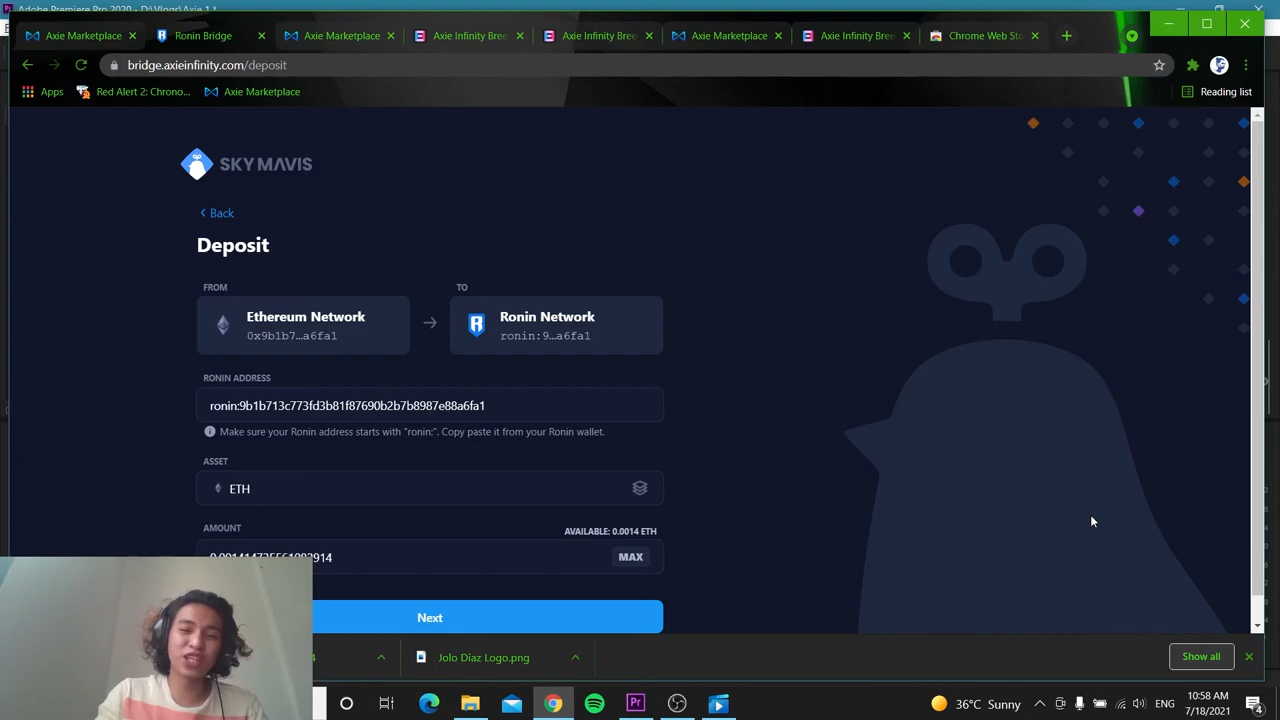 Adobe Premiere Pro 2020 - D:\Vlogs\Axie 1 *
Axie Marketplace
Ronin Bridge
Axie Marketplace
Axie Infinity Bree
Axie Infinity Bree
Axie Marketplace
Axie Infinity Bree
Chrome Web Sto
bridge.axieinfinity.com/deposit
Apps
Red Alert 2: Chrono...
Axie Marketplace
Reading list
SKY MAVIS
Back
Deposit
FROM
TO
Ethereum Network
0x9b1b7…a6fa1
Ronin Network
ronin:9…a6fa1
RONIN ADDRESS
ronin:9b1b713c773fd3b81f87690b2b7b8987e88a6fa1
Make sure your Ronin address starts with "ronin:". Copy paste it from your Ronin wallet.
ASSET
ETH
AMOUNT
AVAILABLE: 0.0014 ETH
MAX
Next
Jolo Diaz Logo.png
Show all
36°C Sunny
ENG
10:58 AM
7/18/2021
4